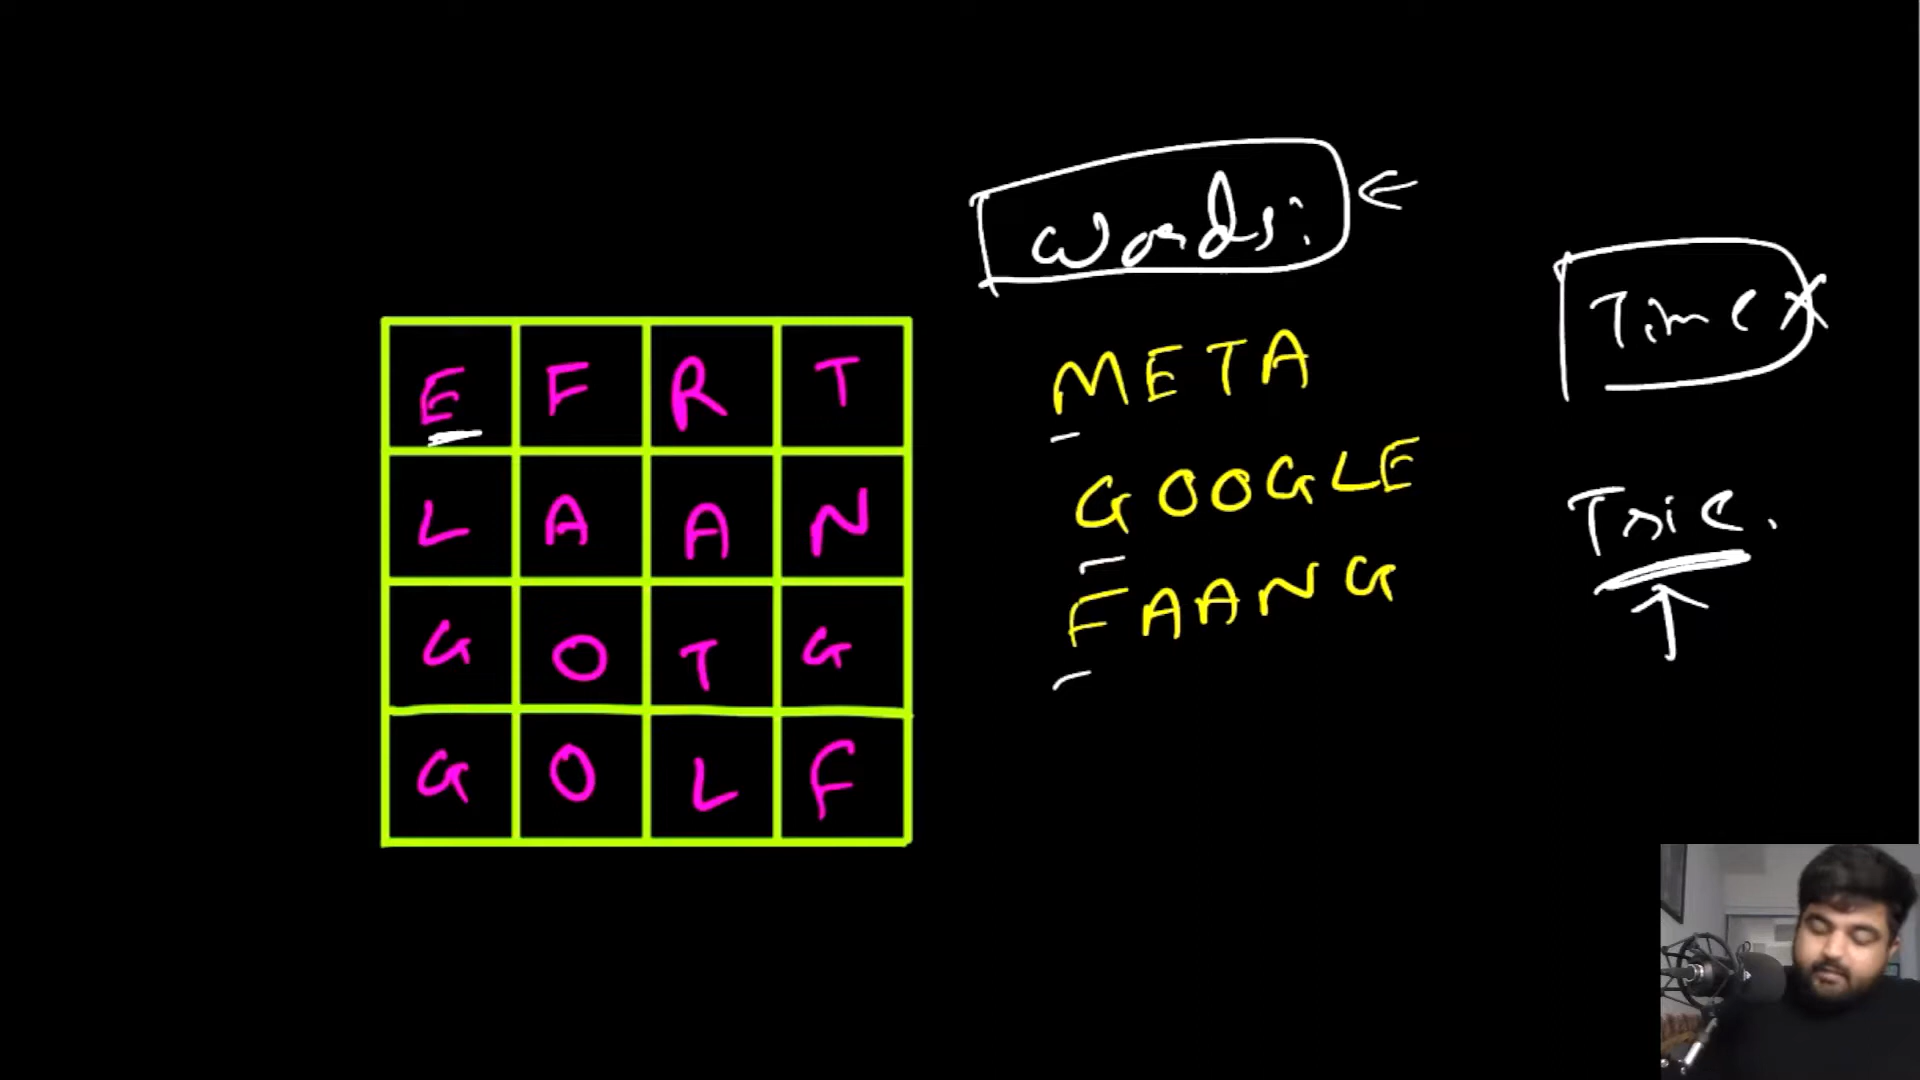 Words:
Time X
E F R T
META
L A A N
GOOGLE
Trie.
G O T G
FAANG
G O L F